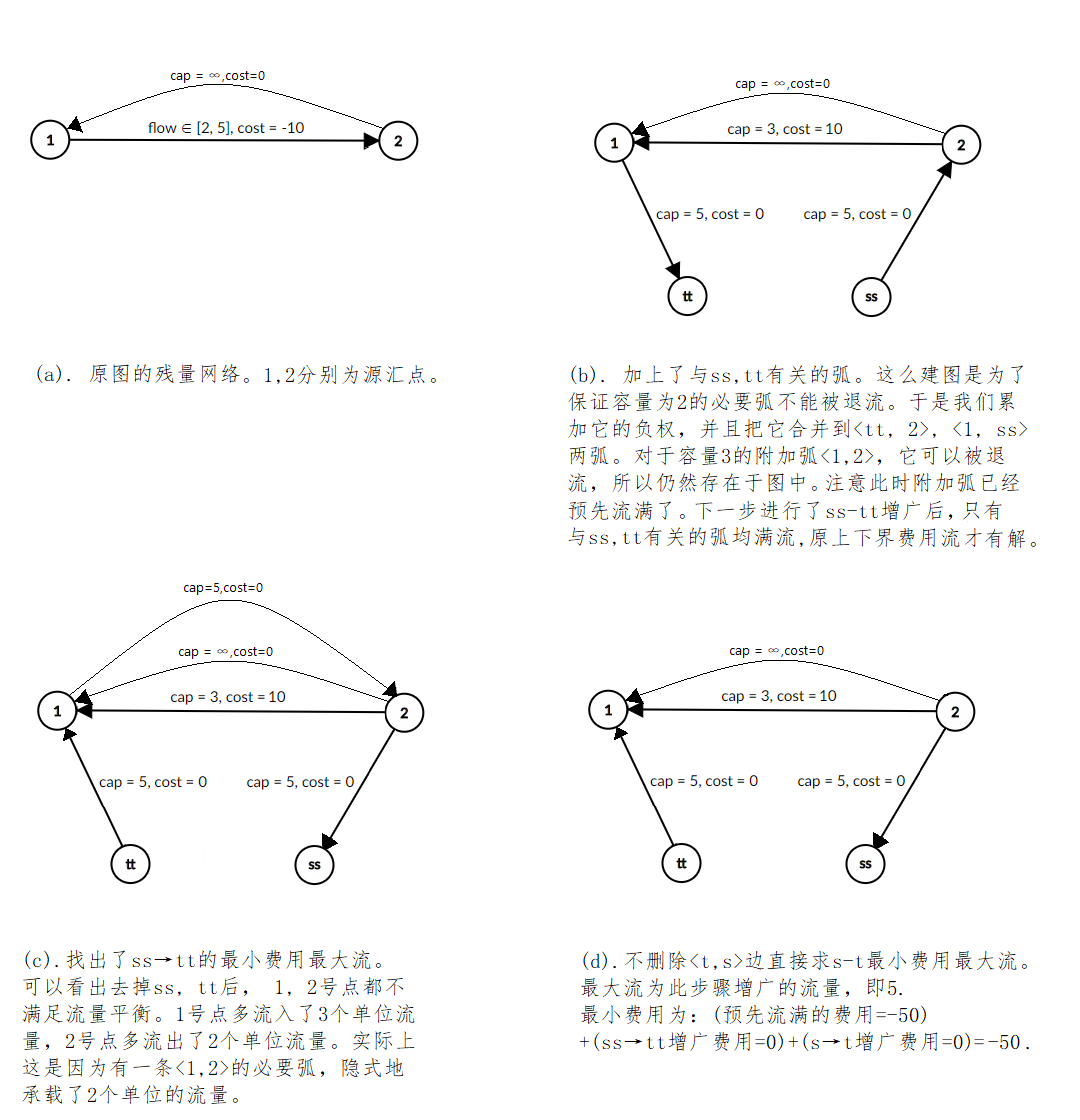 cap = ∞,cost=0
flow ∈ [2, 5], cost = -10
1
2
(a). 原图的残量网络。1,2分别为源汇点。
cap = ∞,cost=0
cap = 3, cost = 10
1
2
cap = 5, cost = 0
cap = 5, cost = 0
tt
ss
(b). 加上了与ss,tt有关的弧。这么建图是为了
保证容量为2的必要弧不能被退流。于是我们累
加它的负权，并且把它合并到<tt, 2>, <1, ss>
两弧。对于容量3的附加弧<1,2>，它可以被退
流，所以仍然存在于图中。注意此时附加弧已经
预先流满了。下一步进行了ss-tt增广后，只有
与ss,tt有关的弧均满流,原上下界费用流才有解。
cap=5,cost=0
cap = ∞,cost=0
cap = 3, cost = 10
1
2
cap = 5, cost = 0
cap = 5, cost = 0
tt
ss
(c).找出了ss→tt的最小费用最大流。
可以看出去掉ss, tt后， 1, 2号点都不
满足流量平衡。1号点多流入了3个单位流
量，2号点多流出了2个单位流量。实际上
这是因为有一条<1,2>的必要弧，隐式地
承载了2个单位的流量。
cap = ∞,cost=0
cap = 3, cost = 10
1
2
cap = 5, cost = 0
cap = 5, cost = 0
tt
ss
(d).不删除<t,s>边直接求s-t最小费用最大流。
最大流为此步骤增广的流量，即5.
最小费用为：(预先流满的费用=-50)
+(ss→tt增广费用=0)+(s→t增广费用=0)=-50.